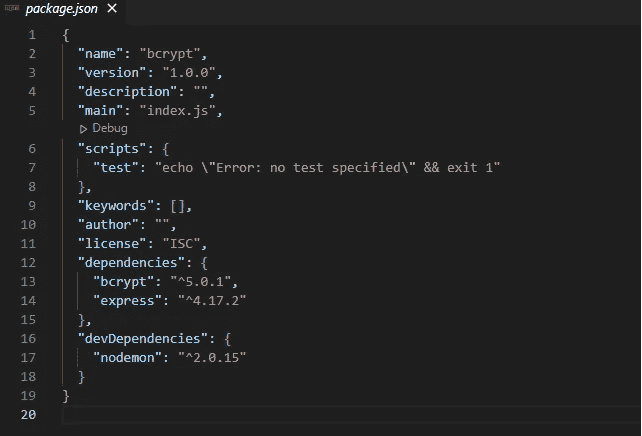 package.json
1 {
2 "name": "bcrypt",
3 "version": "1.0.0",
4 "description": "",
5 "main": "index.js",
Debug
6 "scripts": {
7 "test": "echo \"Error: no test specified\" && exit 1"
8 },
9 "keywords": [],
10 "author": "",
11 "license": "ISC",
12 "dependencies": {
13 "bcrypt": "^5.0.1",
14 "express": "^4.17.2"
15 },
16 "devDependencies": {
17 "nodemon": "^2.0.15"
18 }
19 }
20